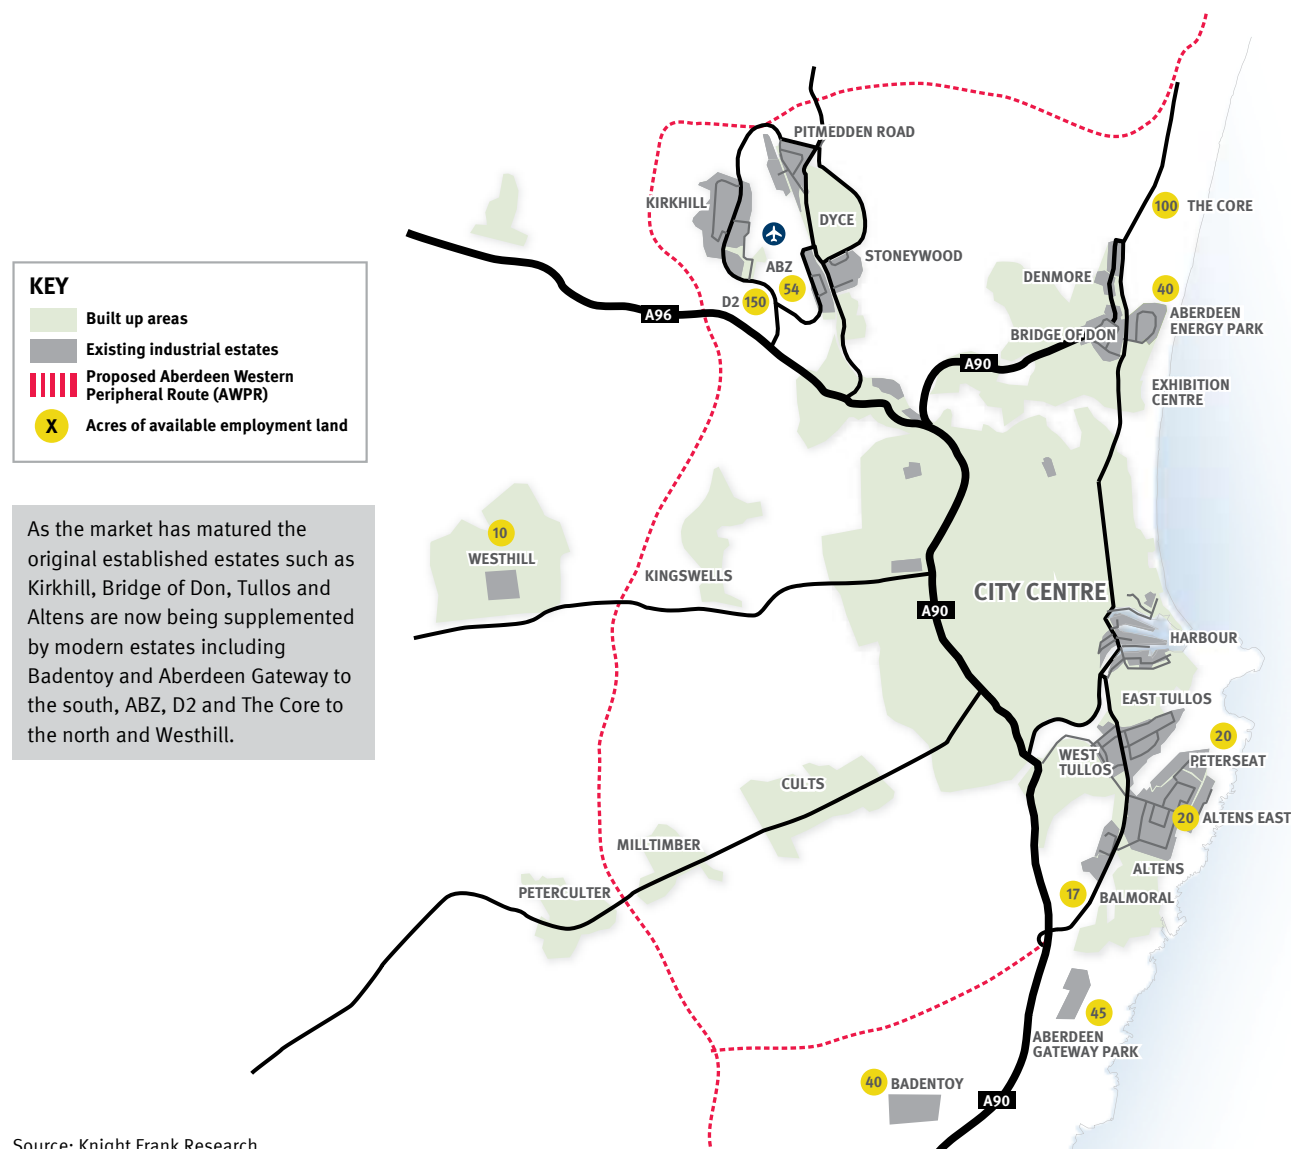 PITMEDDEN ROAD
KIRKHILL
DYCE
100 THE CORE
STONEYWOOD
ABZ
54
D2 150
DENMORE
40
ABERDEEN
ENERGY PARK
BRIDGE OF DON
A96
A90
EXHIBITION
CENTRE
KEY
Built up areas
Existing industrial estates
Proposed Aberdeen Western
Peripheral Route (AWPR)
X Acres of available employment land
As the market has matured the
original established estates such as
Kirkhill, Bridge of Don, Tullos and
Altens are now being supplemented
by modern estates including
Badentoy and Aberdeen Gateway to
the south, ABZ, D2 and The Core to
the north and Westhill.
10
WESTHILL
KINGSWELLS
CITY CENTRE
A90
HARBOUR
EAST TULLOS
20
WEST
TULLOS
PETERSEAT
CULTS
20 ALTENS EAST
MILLTIMBER
ALTENS
PETERCULTER
17
BALMORAL
45
ABERDEEN
GATEWAY PARK
40 BADENTOY
A90
Source: Knight Frank Research